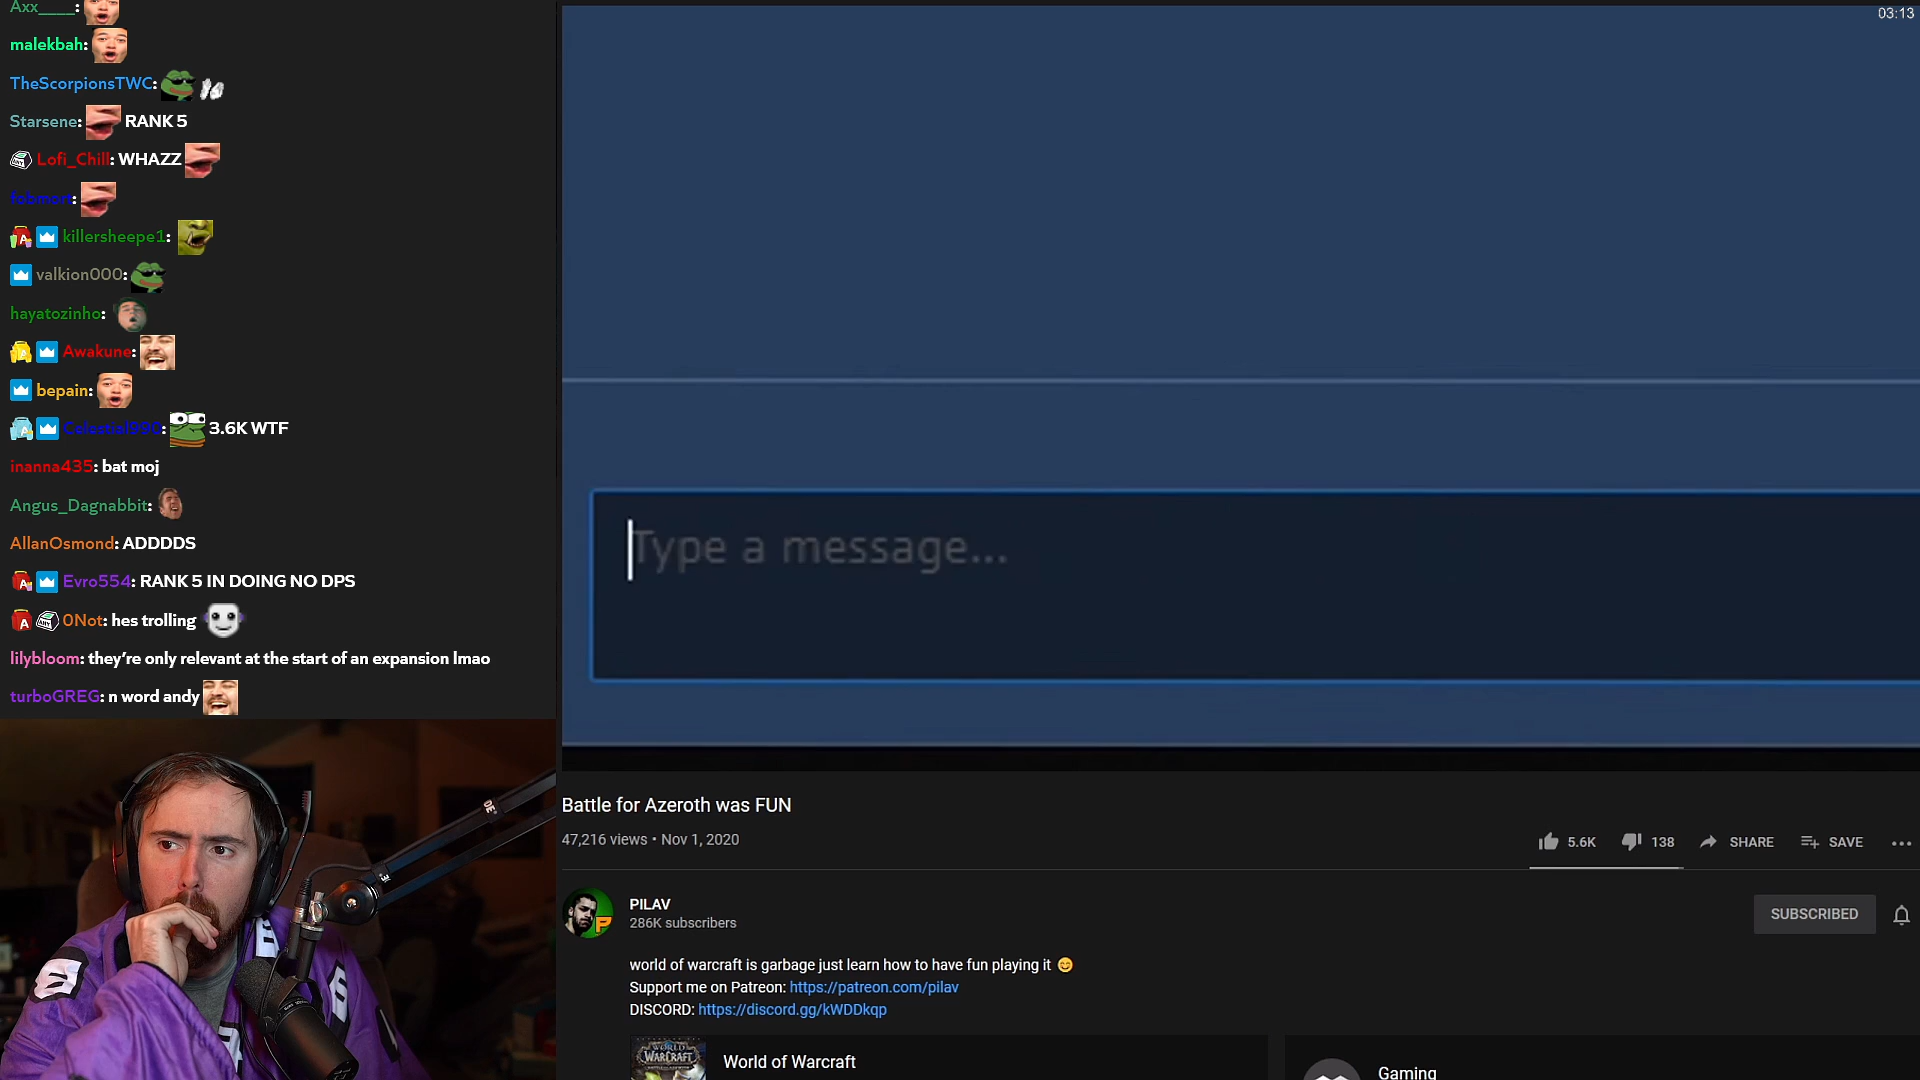 Axx____:
malekbah:
TheScorpionsTWC:
Starsene: RANK 5
Lofi_Chill: WHAZZ
fobmort:
killersheepe1:
valkion000:
hayatozinho:
Awakune:
bepain:
Celestial990: 3.6K WTF
inanna435: bat moj
Angus_Dagnabbit:
AllanOsmond: ADDDDS
Evro554: RANK 5 IN DOING NO DPS
0Not: hes trolling
lilybloom: they're only relevant at the start of an expansion lmao
turboGREG: n word andy
03:13
Type a message...
Battle for Azeroth was FUN
47,216 views • Nov 1, 2020
5.6K 138 SHARE SAVE
PILAV
286K subscribers
SUBSCRIBED
world of warcraft is garbage just learn how to have fun playing it
Support me on Patreon: https://patreon.com/pilav
DISCORD: https://discord.gg/kWDDkqp
WORLD
WARCRAFT
World of Warcraft
Gaming